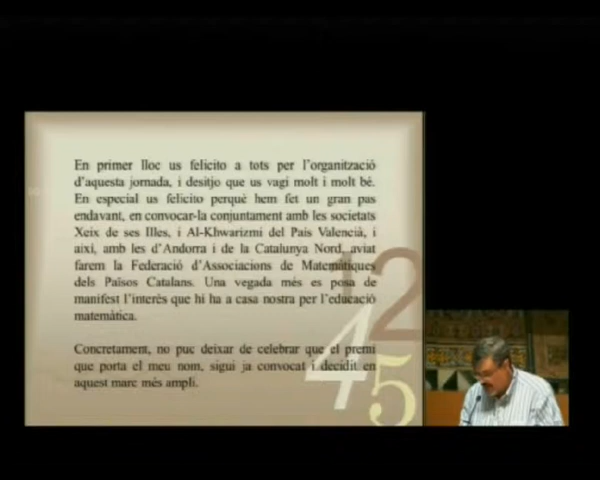 En primer lloc us felicito a tots per l'organització
d'aquesta jornada, i desitjo que us vagi molt i molt bé.
En especial us felicito perquè hem fet un gran pas
endavant, en convocar-la conjuntament amb les societats
Xeix de ses Illes, i Al-Khwarizmi del País Valencià, i
així, amb les d'Andorra i de la Catalunya Nord, aviat
farem la Federació d'Associacions de Matemàtiques
dels Països Catalans. Una vegada més es posa de
manifest l'interès que hi ha a casa nostra per l'educació
matemàtica.
Concretament, no puc deixar de celebrar que el premi
que porta el meu nom, sigui ja convocat i decidit en
aquest marc més ampli.
1 2
4 5